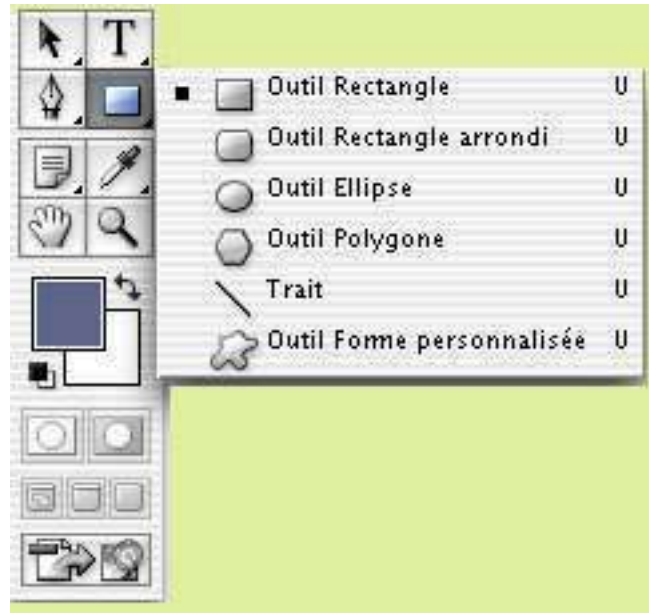 T
Outil Rectangle U
Outil Rectangle arrondi U
Outil Ellipse U
Outil Polygone U
Trait U
Outil Forme personnalisée U